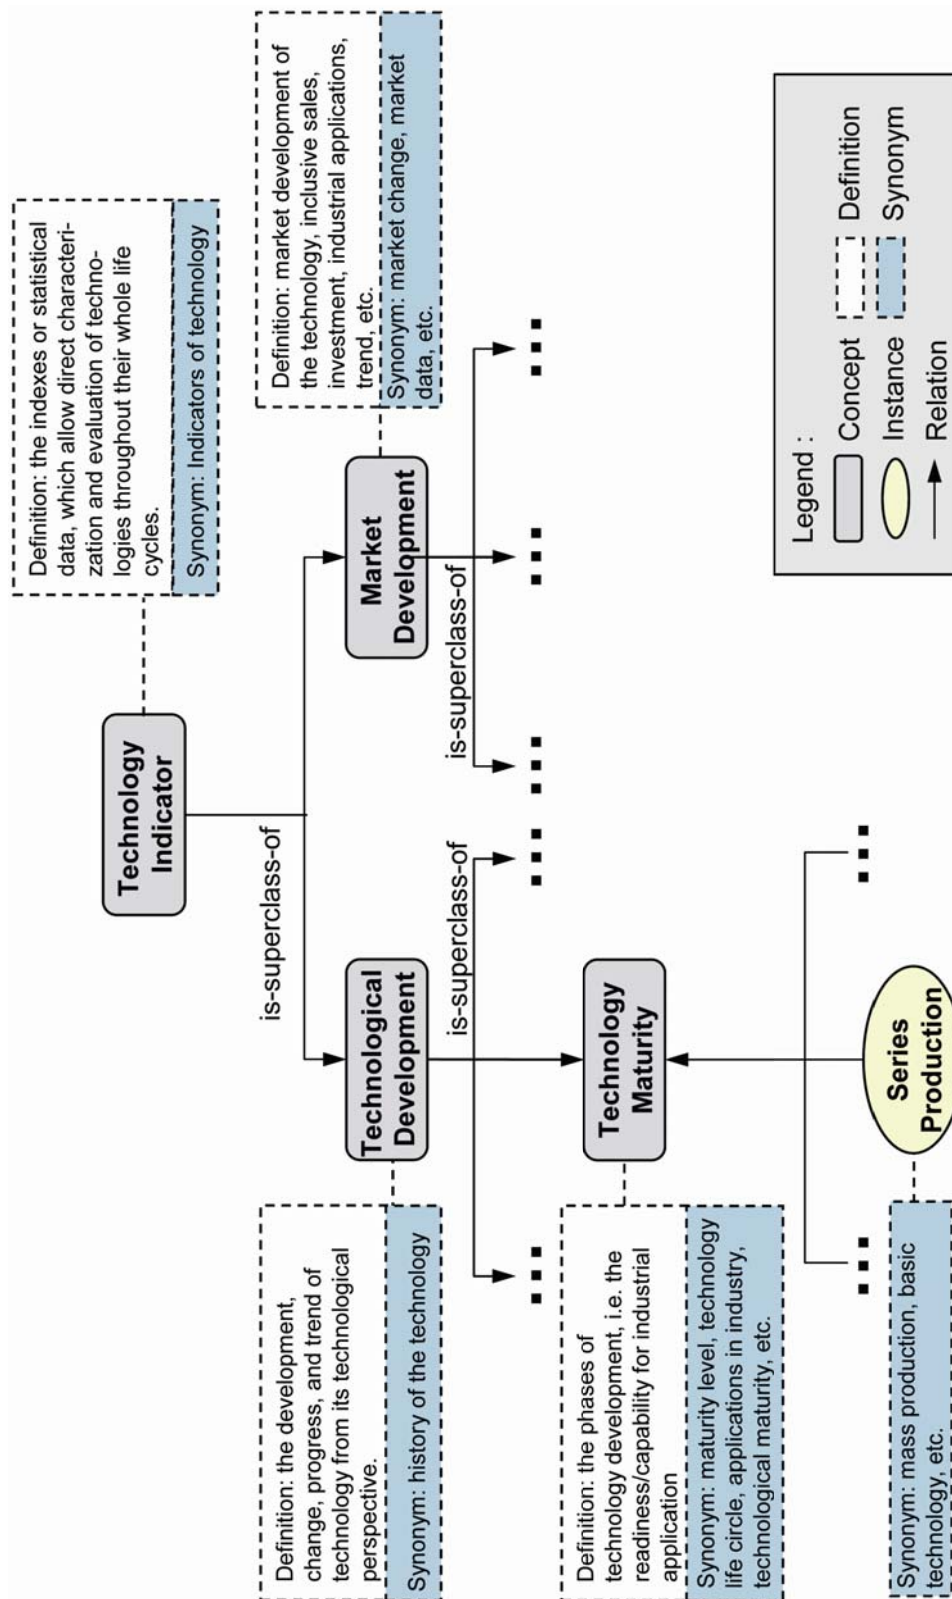 Technology
Indicator
Definition: the indexes or statistical
data, which allow direct characteri-
zation and evaluation of techno-
logies throughout their whole life
cycles.
Synonym: Indicators of technology
is-superclass-of
Definition: the development,
change, progress, and trend of
technology from its technological
perspective.
Synonym: history of the technology
Technological
Development
Market
Development
Definition: market development of
the technology, inclusive sales,
investment, industrial applications,
trend, etc.
Synonym: market change, market
data, etc.
is-superclass-of
is-superclass-of
Definition: the phases of
technology development, i.e. the
readiness/capability for industrial
application
Synonym: maturity level, technology
life circle, applications in industry,
technological maturity, etc.
Technology
Maturity
Synonym: mass production, basic
technology, etc.
Series
Production
Legend :
Concept
Definition
Instance
Synonym
Relation